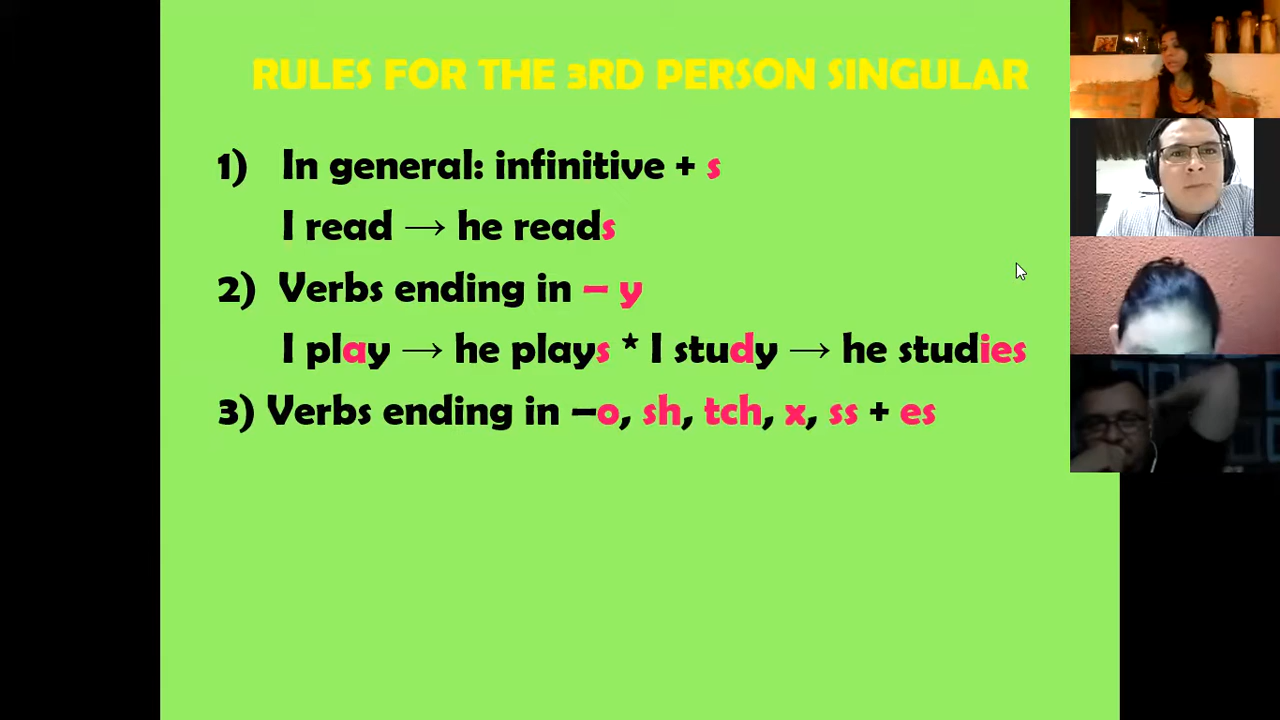 RULES FOR THE 3RD PERSON SINGULAR
1) In general: infinitive + s
I read → he reads
2) Verbs ending in – y
I play → he plays * I study → he studies
3) Verbs ending in –o, sh, tch, x, ss + es